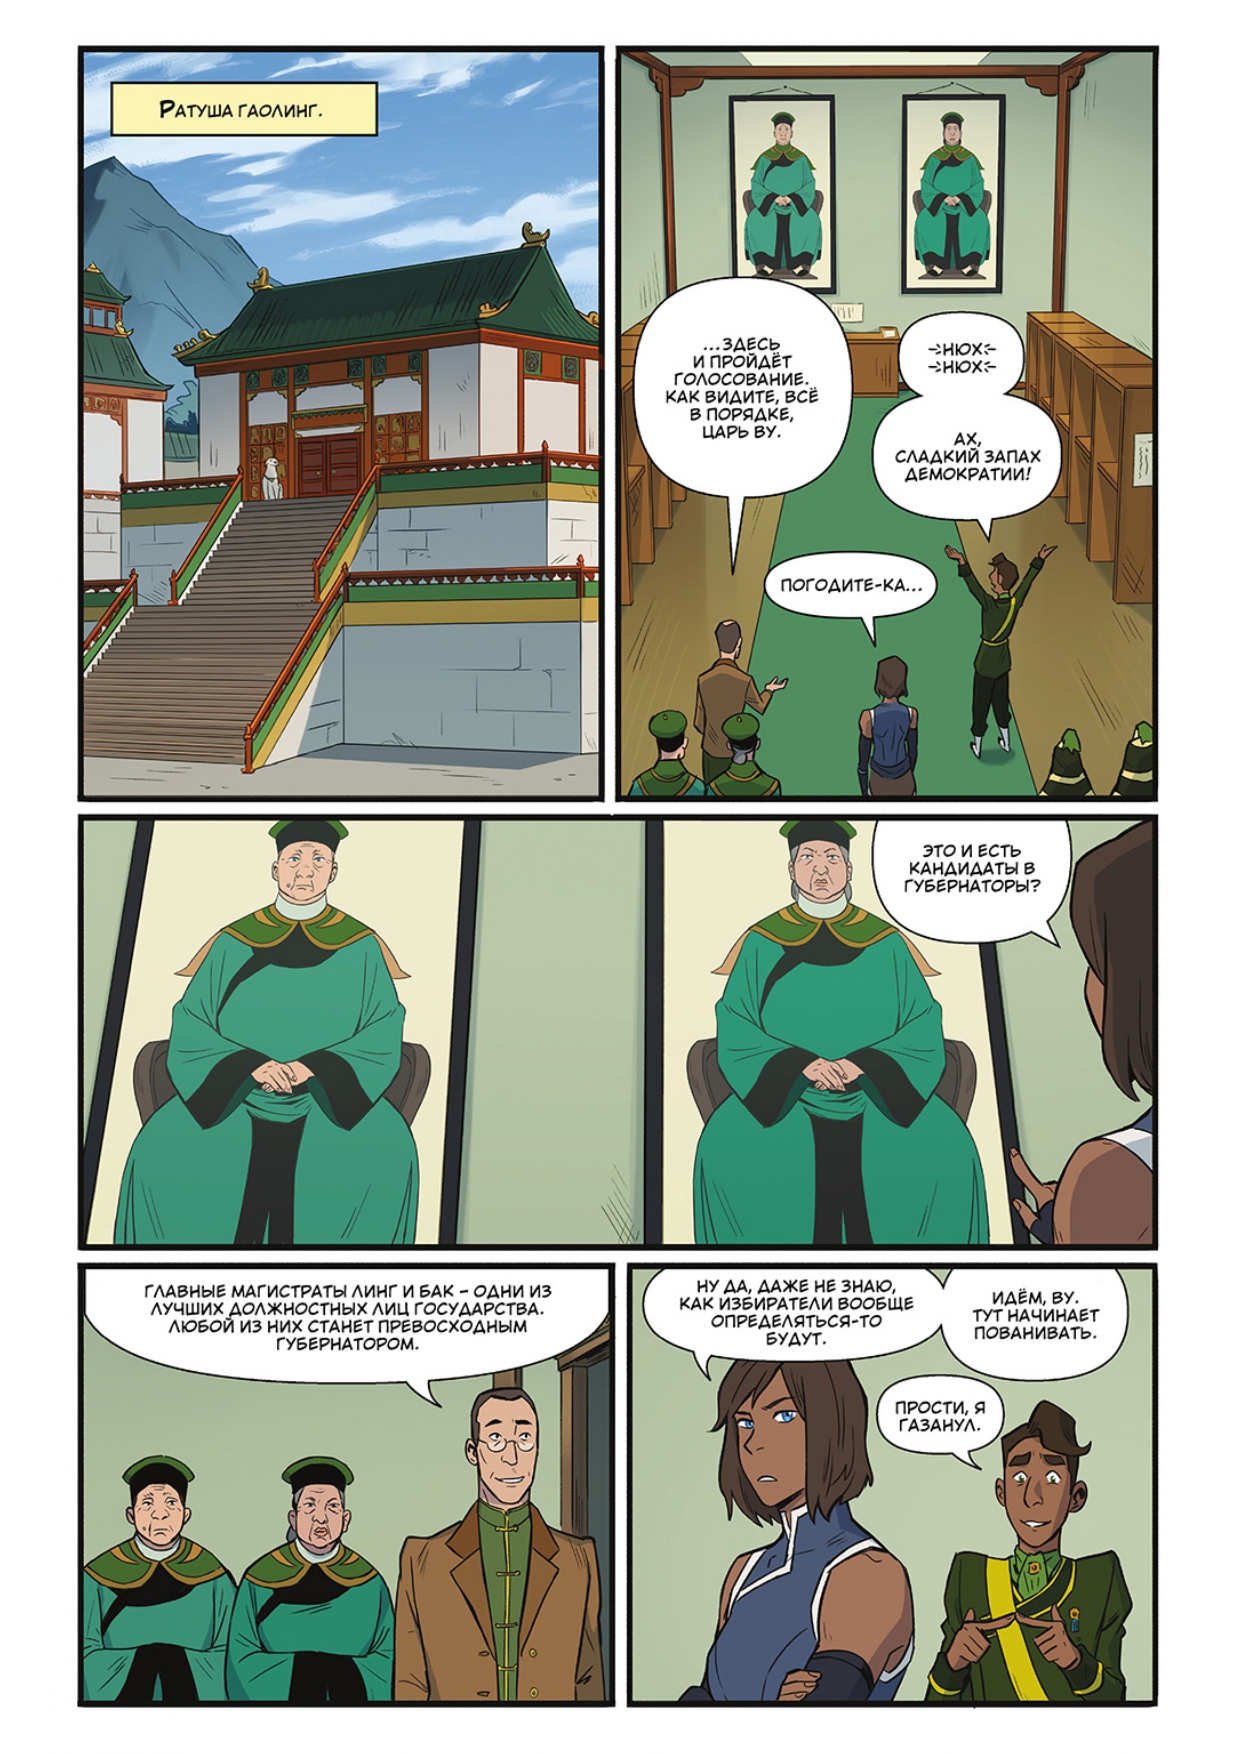 Ратуша Гаолинг.
...здесь
и пройдёт
голосование.
Как видите, всё
в порядке,
царь Ву.
нюх
нюх
Ах,
сладкий запах
демократии!
Погодите-ка...
Это и есть
кандидаты в
губернаторы?
Главные магистраты Линг и Бак - одни из
лучших должностных лиц государства.
Любой из них станет превосходным
губернатором.
Ну да, даже не знаю,
как избиратели вообще
определяться-то
будут.
Идём, Ву.
Тут начинает
пованивать.
Прости, я
газанул.